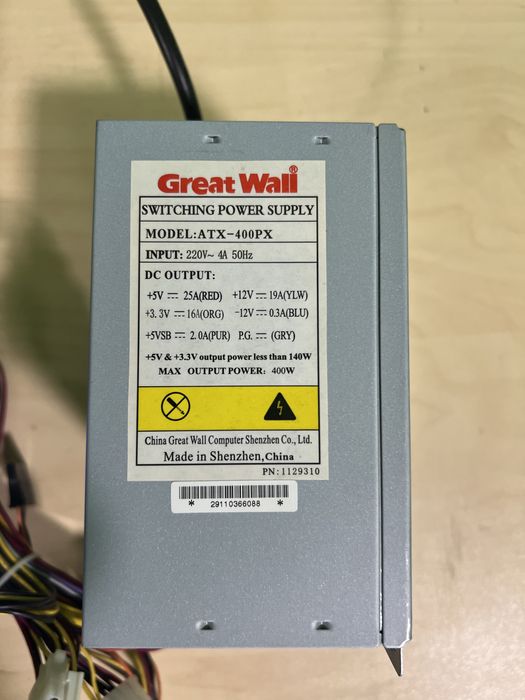 Great Wall®
SWITCHING POWER SUPPLY
MODEL:ATX-400PX
INPUT: 220V~ 4A 50Hz
DC OUTPUT:
+5V ⎓ 25A(RED) +12V ⎓ 19A(YLW)
+3.3V ⎓ 16A(ORG) -12V ⎓ 0.3A(BLU)
+5VSB ⎓ 2.0A(PUR) P.G. ⎓ (GRY)
+5V & +3.3V output power less than 140W
MAX OUTPUT POWER: 400W
China Great Wall Computer Shenzhen Co., Ltd.
Made in Shenzhen,China
PN:1129310
* 29110366088 *